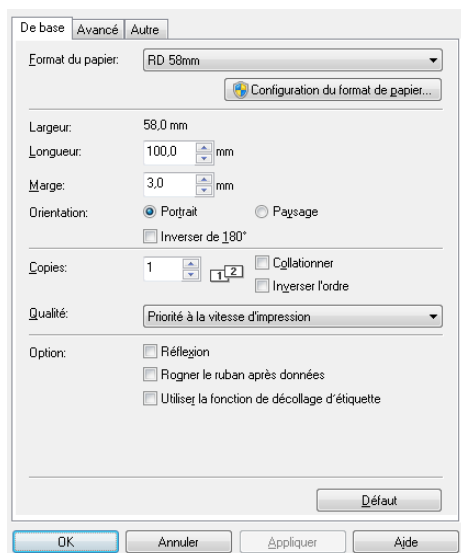 De base Avancé Autre
Format du papier: RD 58mm
Configuration du format de papier...
Largeur: 58,0 mm
Longueur: 100,0 mm
Marge: 3,0 mm
Orientation: Portrait Paysage
Inverser de 180°
Copies: 1 1 2 Collationner
Inverser l'ordre
Qualité: Priorité à la vitesse d'impression
Option: Réflexion
Rogner le ruban après données
Utiliser la fonction de décollage d'étiquette
Défaut
OK Annuler Appliquer Aide